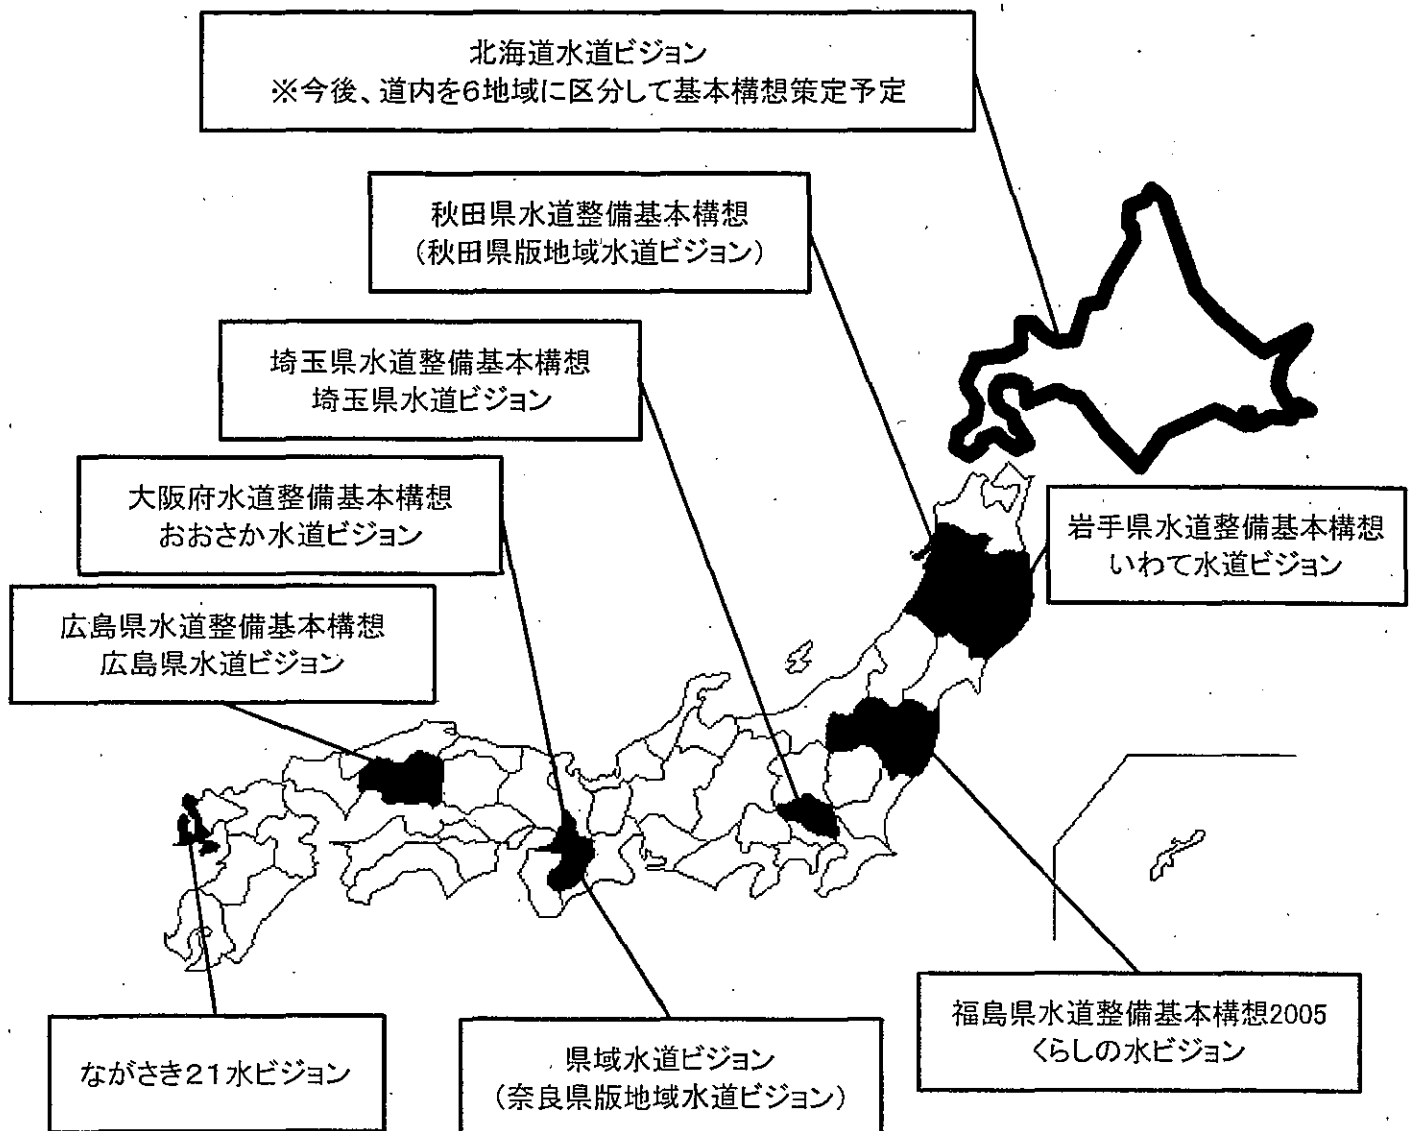 北海道水道ビジョン
※今後、道内を6地域に区分して基本構想策定予定
秋田県水道整備基本構想
（秋田県版地域水道ビジョン）
埼玉県水道整備基本構想
埼玉県水道ビジョン
大阪府水道整備基本構想
おおさか水道ビジョン
岩手県水道整備基本構想
いわて水道ビジョン
広島県水道整備基本構想
広島県水道ビジョン
福島県水道整備基本構想2005
くらしの水ビジョン
ながさき21水ビジョン
県域水道ビジョン
（奈良県版地域水道ビジョン）